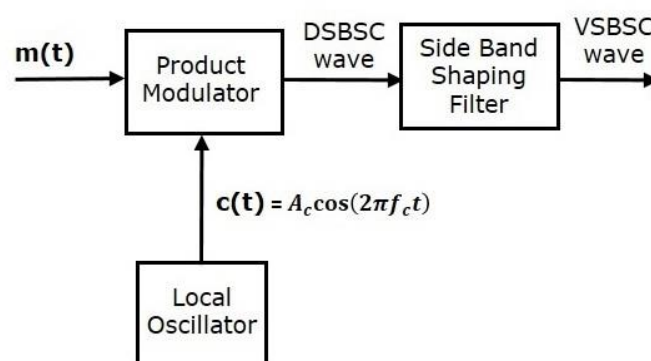 m(t)
Product
Modulator
DSBSC
wave
Side Band
Shaping
Filter
VSBSC
wave
c(t) = A_c cos(2πf_c t)
Local
Oscillator